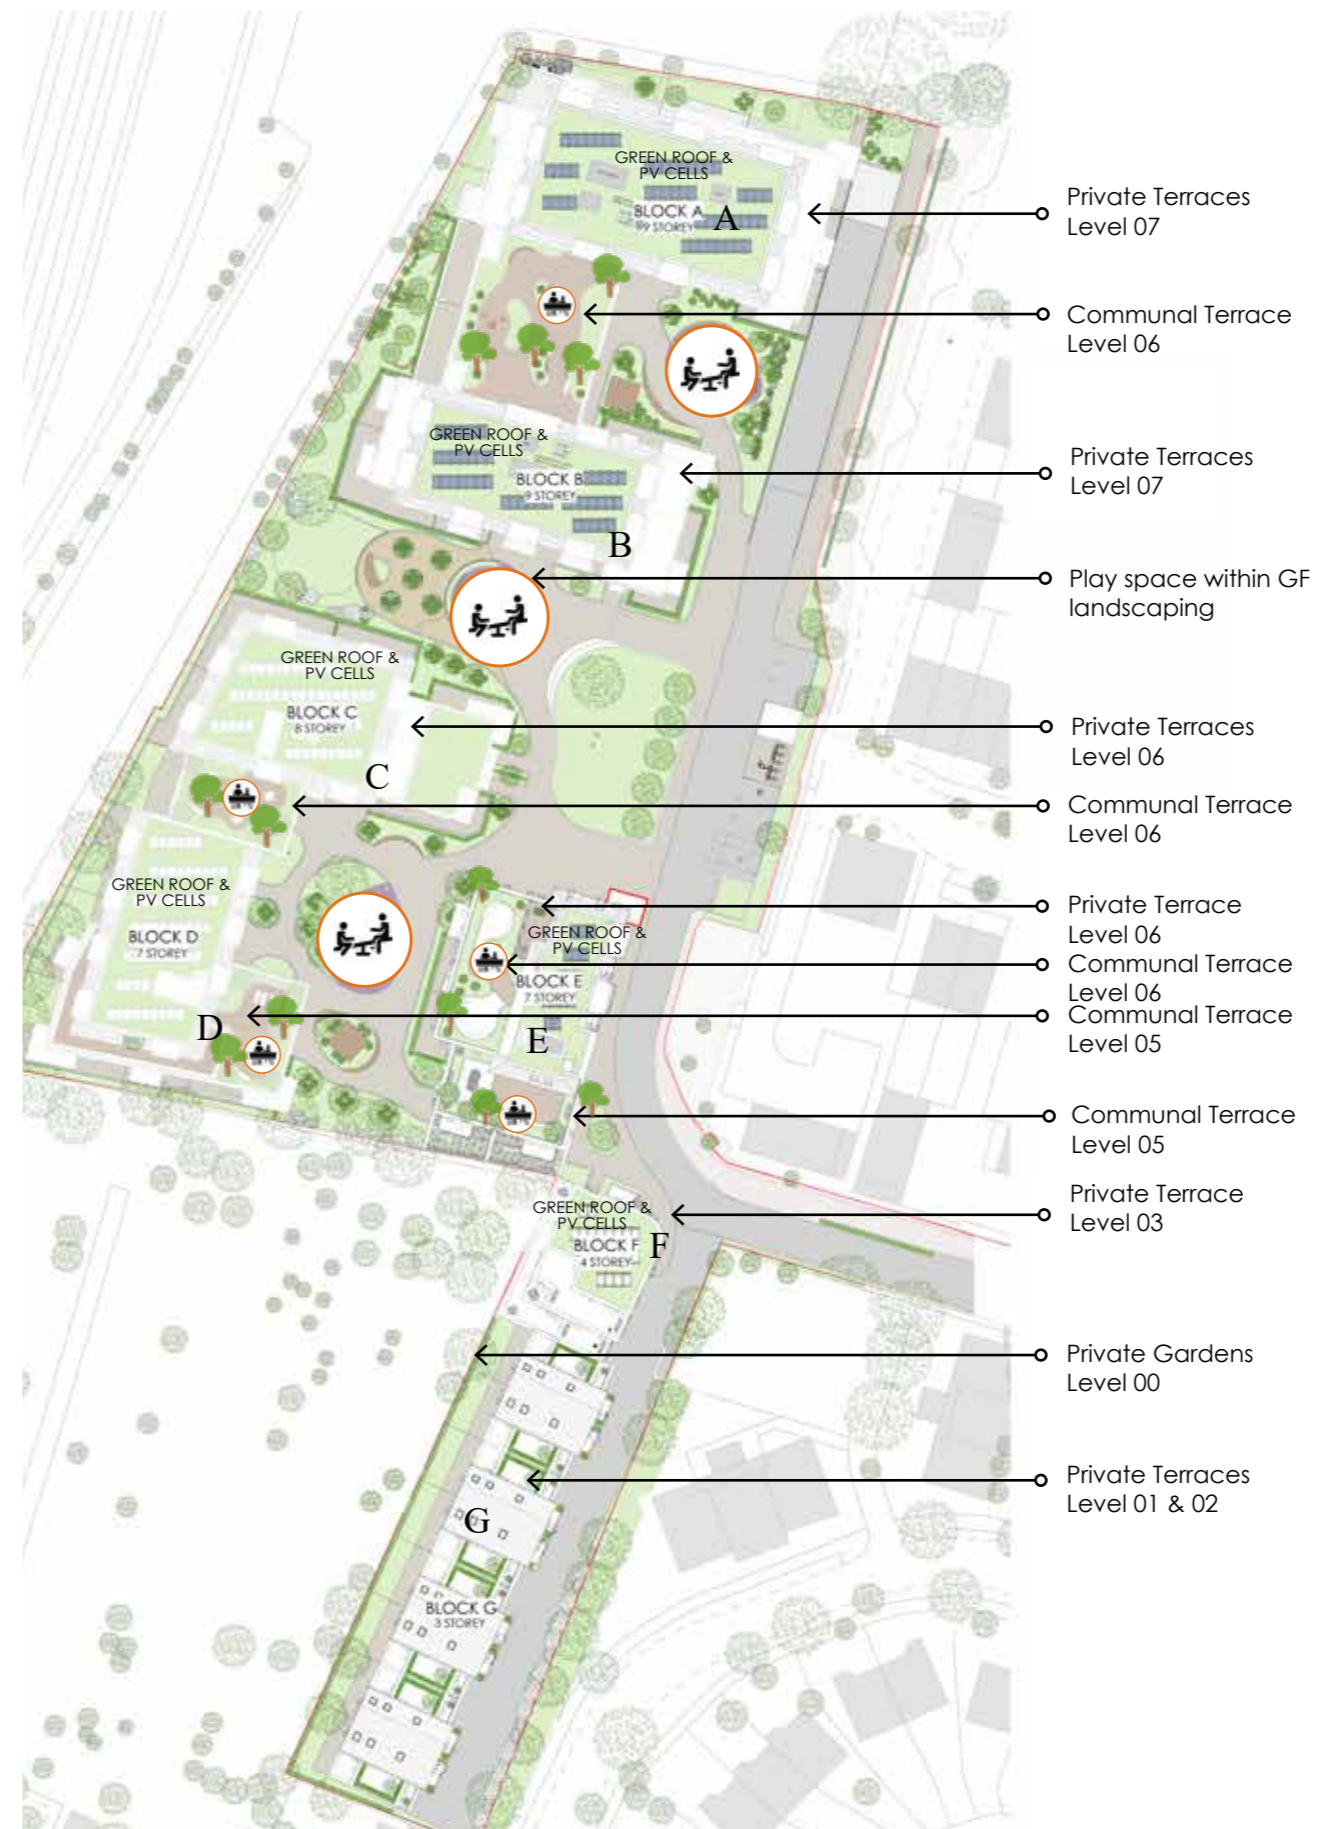 GREEN ROOF &
PV CELLS
BLOCK A
99 STOREY
A
Private Terraces
Level 07
Communal Terrace
Level 06
GREEN ROOF &
PV CELLS
BLOCK B
9 STOREY
B
Private Terraces
Level 07
Play space within GF
landscaping
GREEN ROOF &
PV CELLS
BLOCK C
8 STOREY
C
Private Terraces
Level 06
Communal Terrace
Level 06
GREEN ROOF &
PV CELLS
BLOCK D
7 STOREY
D
GREEN ROOF &
PV CELLS
BLOCK E
7 STOREY
E
Private Terrace
Level 06
Communal Terrace
Level 06
Communal Terrace
Level 05
Communal Terrace
Level 05
GREEN ROOF &
PV CELLS
BLOCK F
4 STOREY
F
Private Terrace
Level 03
Private Gardens
Level 00
Private Terraces
Level 01 & 02
G
BLOCK G
3 STOREY